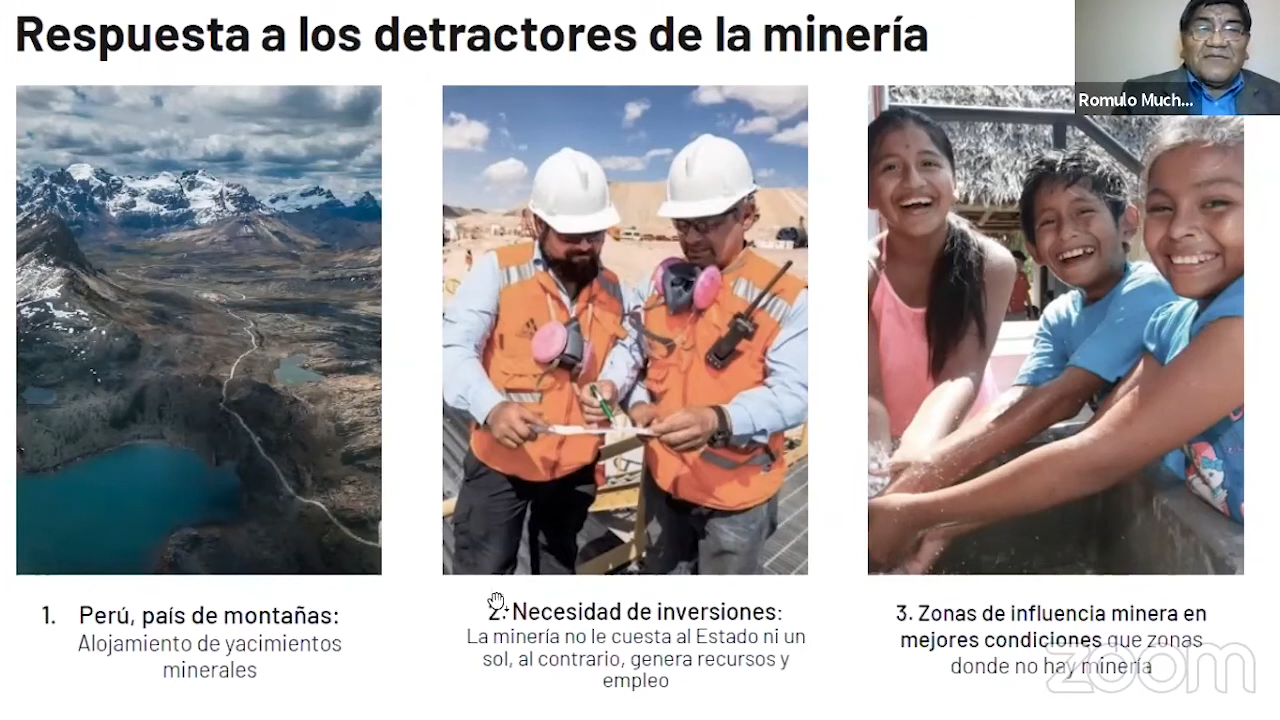 Respuesta a los detractores de la minería
Romulo Much...
1. Perú, país de montañas:
Alojamiento de yacimientos
minerales
2. Necesidad de inversiones:
La minería no le cuesta al Estado ni un
sol, al contrario, genera recursos y
empleo
3. Zonas de influencia minera en
mejores condiciones que zonas
donde no hay minería
zoom